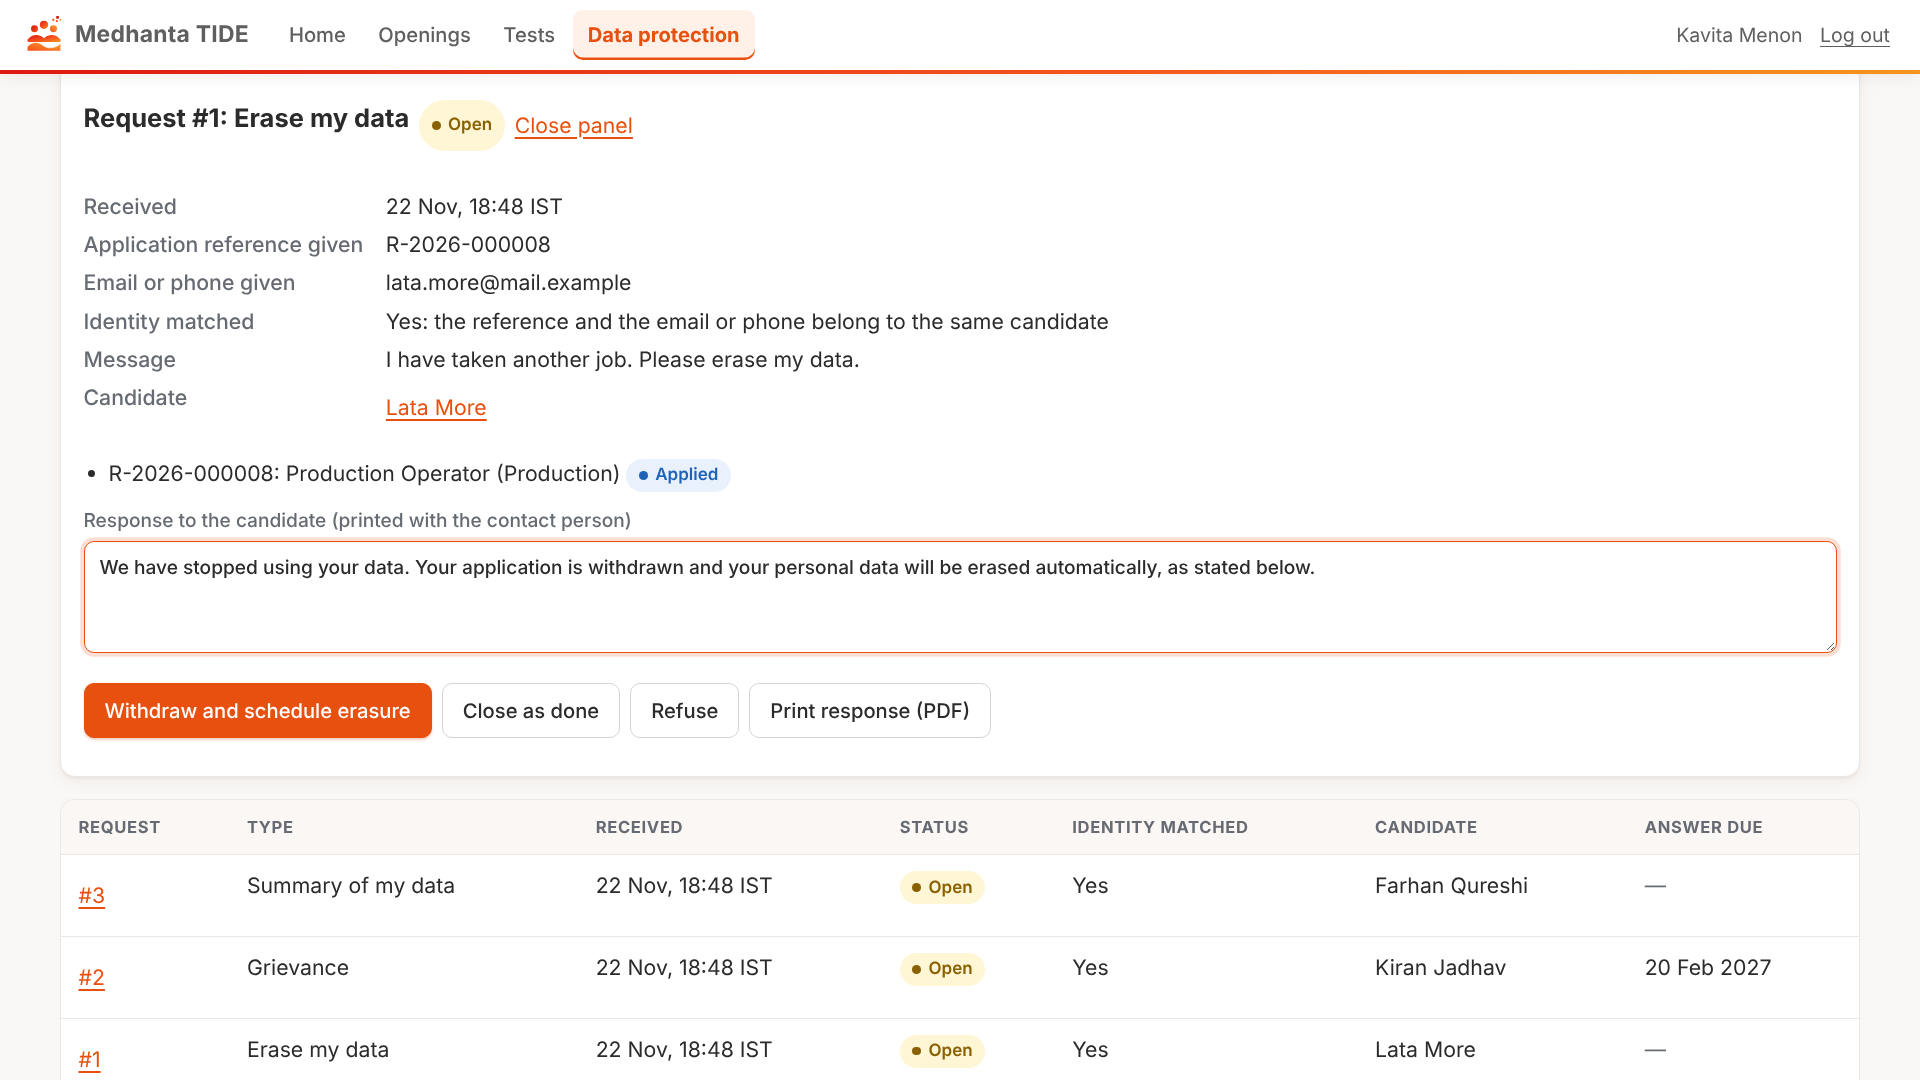 Medhanta TIDE Home Openings Tests Data protection Kavita Menon Log out
Request #1: Erase my data Open Close panel
Received 22 Nov, 18:48 IST
Application reference given R-2026-000008
Email or phone given lata.more@mail.example
Identity matched Yes: the reference and the email or phone belong to the same candidate
Message I have taken another job. Please erase my data.
Candidate Lata More
• R-2026-000008: Production Operator (Production) Applied
Response to the candidate (printed with the contact person)
We have stopped using your data. Your application is withdrawn and your personal data will be erased automatically, as stated below.
Withdraw and schedule erasure Close as done Refuse Print response (PDF)
REQUEST TYPE RECEIVED STATUS IDENTITY MATCHED CANDIDATE ANSWER DUE
#3 Summary of my data 22 Nov, 18:48 IST Open Yes Farhan Qureshi —
#2 Grievance 22 Nov, 18:48 IST Open Yes Kiran Jadhav 20 Feb 2027
#1 Erase my data 22 Nov, 18:48 IST Open Yes Lata More —